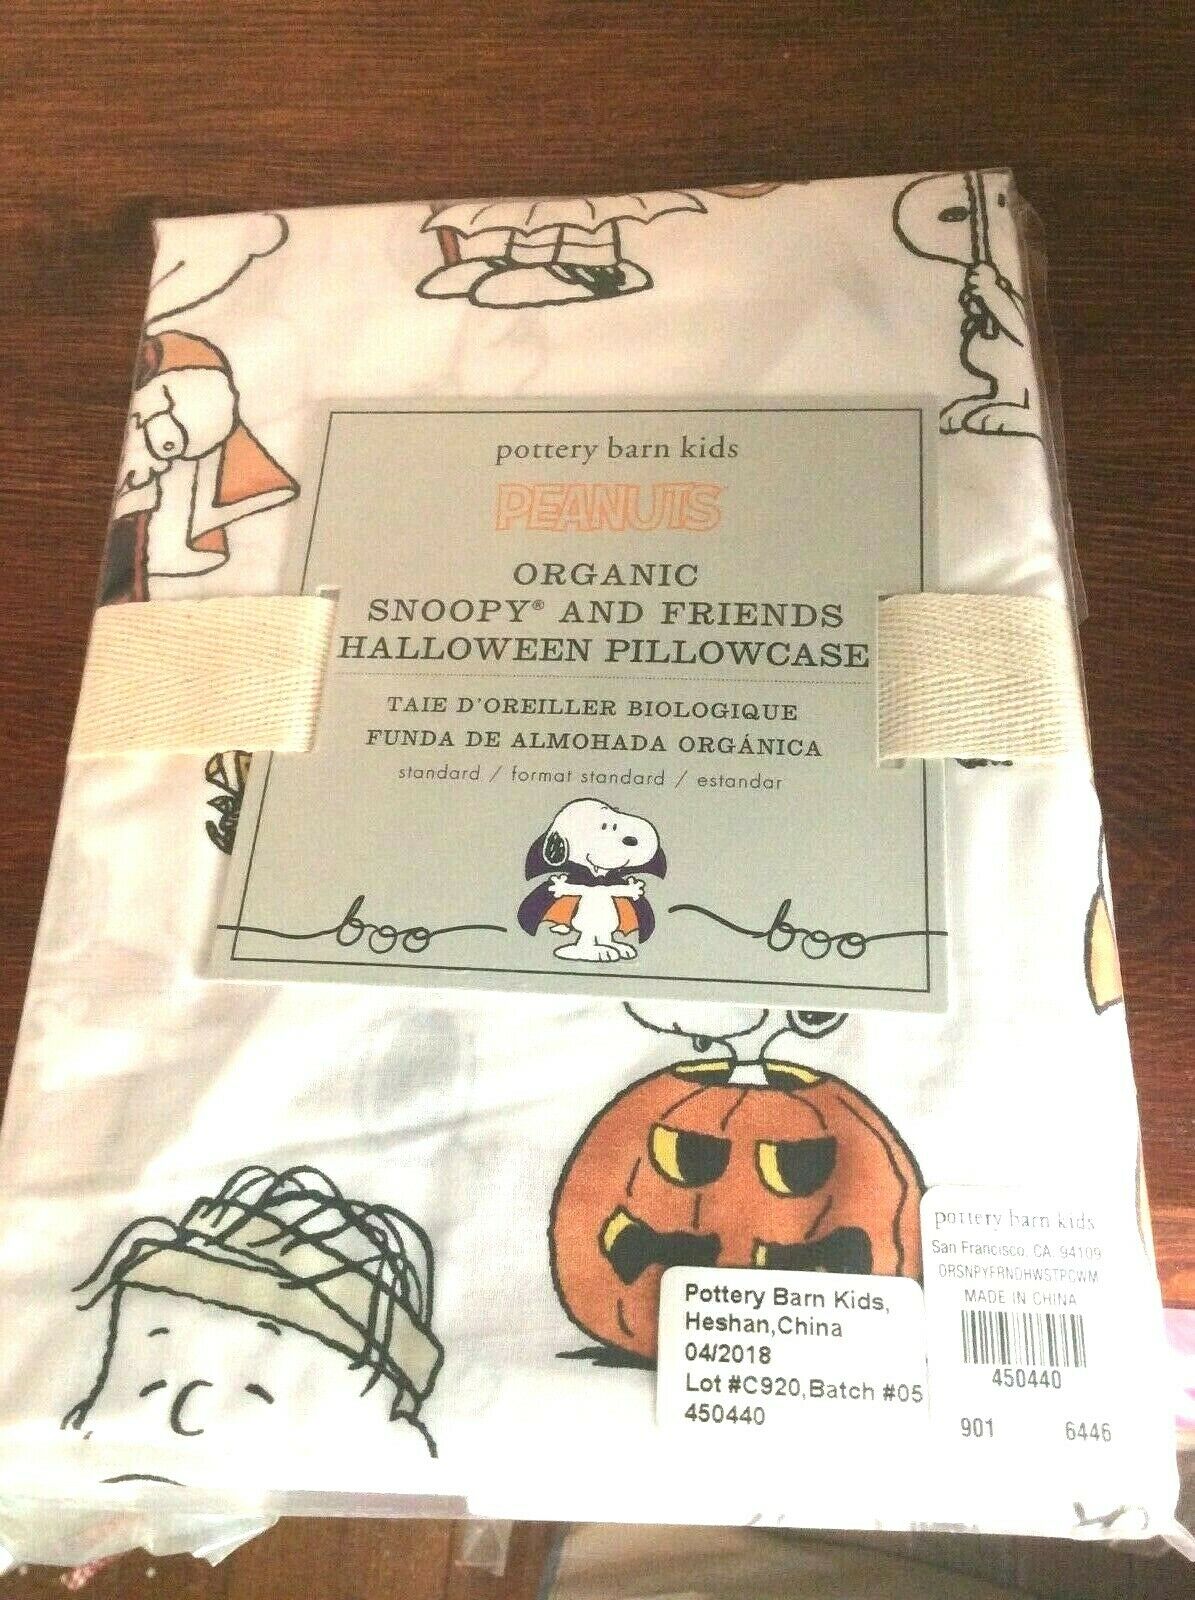 pottery barn kids
PEANUTS
ORGANIC
SNOOPY® AND FRIENDS
HALLOWEEN PILLOWCASE
TAIE D'OREILLER BIOLOGIQUE
FUNDA DE ALMOHADA ORGÁNICA
standard / format standard / estandar
boo boo
Pottery Barn Kids,
Heshan,China
04/2018
Lot #C920,Batch #05
450440
pottery barn kids
San Francisco, CA. 94109
ORSNPYFRNDHWSTPCWM
MADE IN CHINA
450440
901 6446